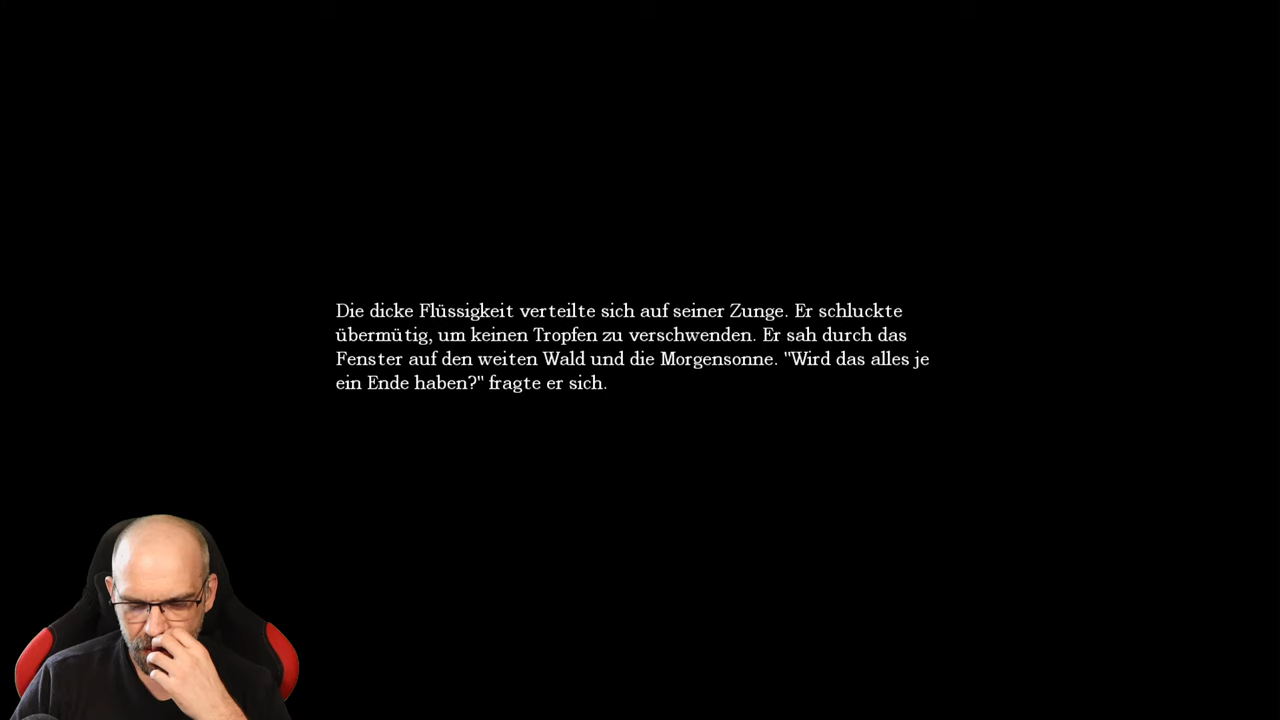 Die dicke Flüssigkeit verteilte sich auf seiner Zunge. Er schluckte
übermütig, um keinen Tropfen zu verschwenden. Er sah durch das
Fenster auf den weiten Wald und die Morgensonne. "Wird das alles je
ein Ende haben?" fragte er sich.